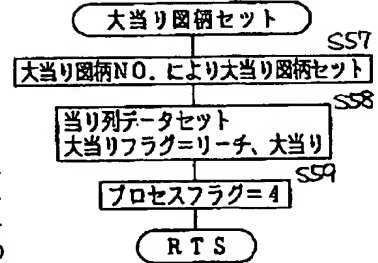 大当り図柄セット
S57
大当り図柄NO.により大当り図柄セット
S58
当り列データセット
大当りフラグ=リーチ、大当り
S59
プロセスフラグ=4
RTS